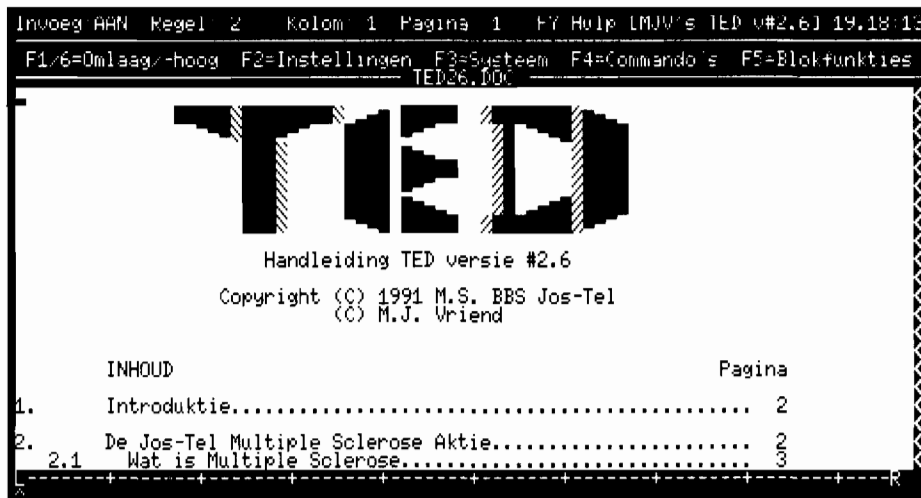 Invoeg AAN Regel: 2 Kolom: 1 Pagina 1 F7 Hulp [MJV's TED v#2.6] 19.18:1
F1/6=Omlaag/-hoog F2=Instellingen F3=Systeem F4=Commando's F5=Blokfunkties
TED26.DOC
TED
Handleiding TED versie #2.6
Copyright (C) 1991 M.S. BBS Jos-Tel
(C) M.J. Vriend
INHOUD Pagina
1. Introduktie.............................................. 2
2. De Jos-Tel Multiple Sclerose Aktie....................... 2
2.1 Wat is Multiple Sclerose................................. 3
L-------+-------+-------+-------+-------+-------+-------+-------+-------+----R